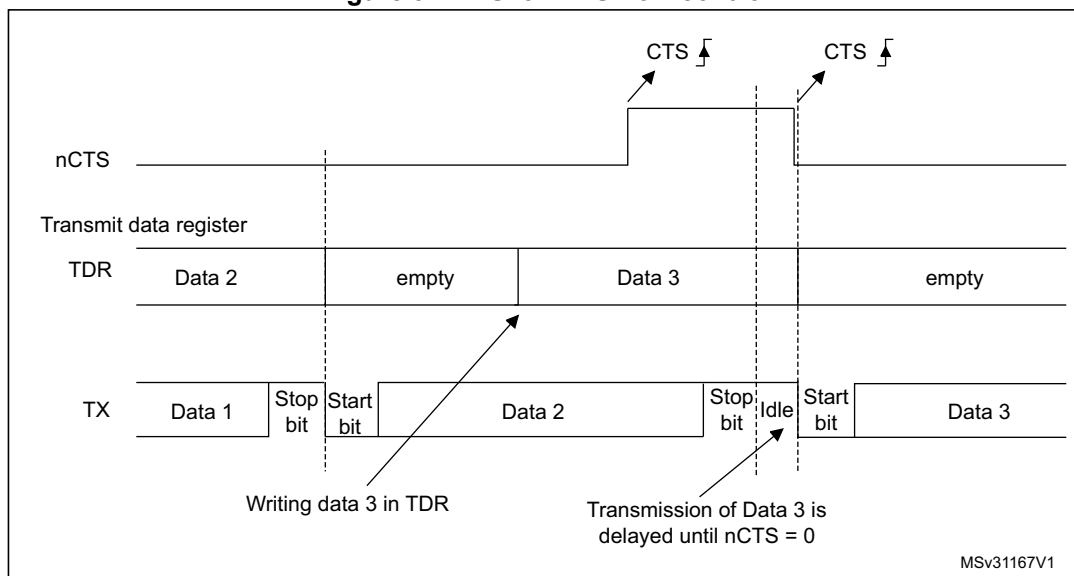 CTS CTS
nCTS
Transmit data register
TDR Data 2 empty Data 3 empty
TX Data 1 Stop bit Start bit Data 2 Stop bit Idle Start bit Data 3
Writing data 3 in TDR
Transmission of Data 3 is
delayed until nCTS = 0
MSv31167V1